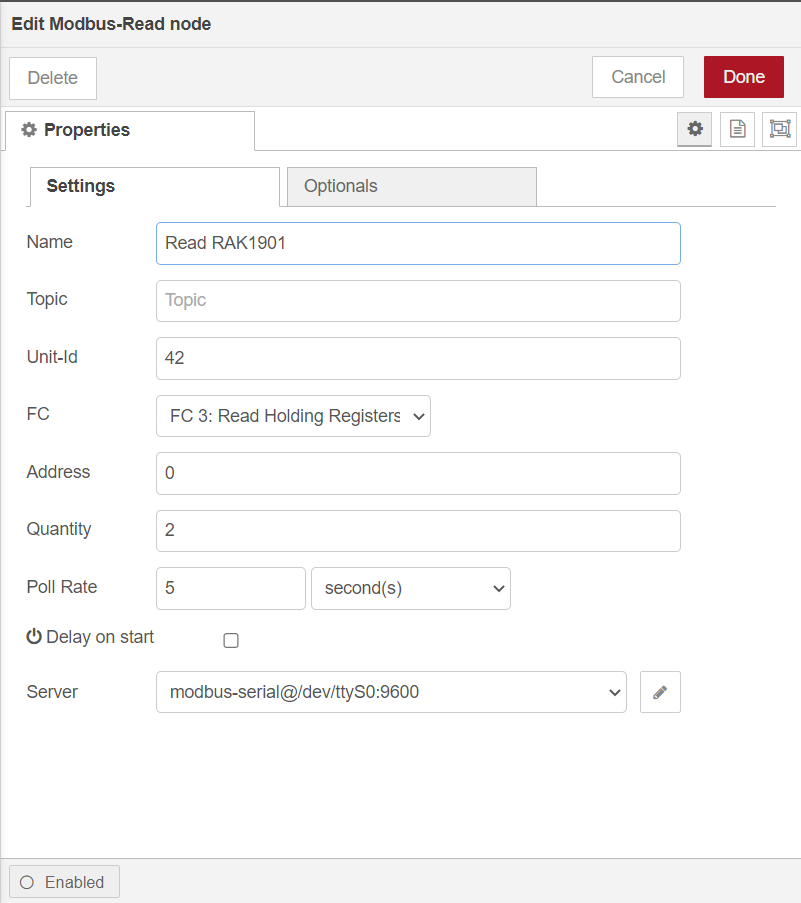 Edit Modbus-Read node
Delete
Cancel
Done
Properties
Settings
Optionals
Name
Read RAK1901
Topic
Topic
Unit-Id
42
FC
FC 3: Read Holding Registers
Address
0
Quantity
2
Poll Rate
5
second(s)
Delay on start
Server
modbus-serial@/dev/ttyS0:9600
Enabled